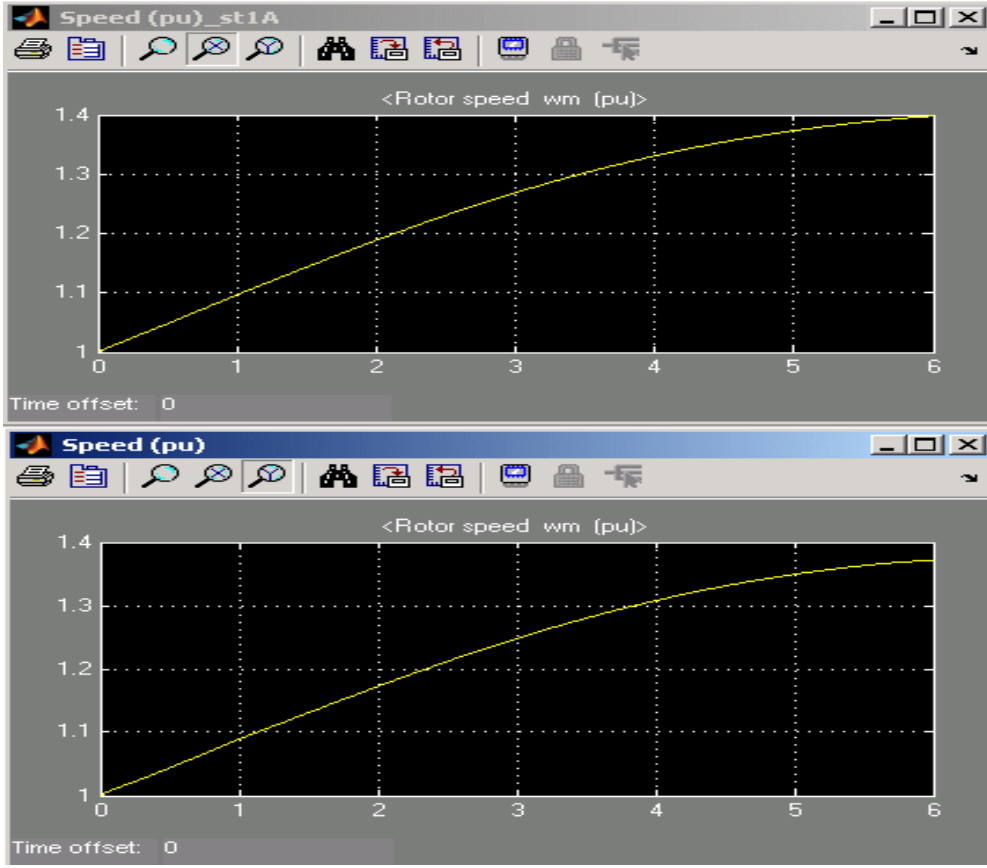 Speed (pu)_st1A
<Rotor speed wm (pu)>
1.4
1.3
1.2
1.1
1
0 1 2 3 4 5 6
Time offset: 0
Speed (pu)
<Rotor speed wm (pu)>
1.4
1.3
1.2
1.1
1
0 1 2 3 4 5 6
Time offset: 0